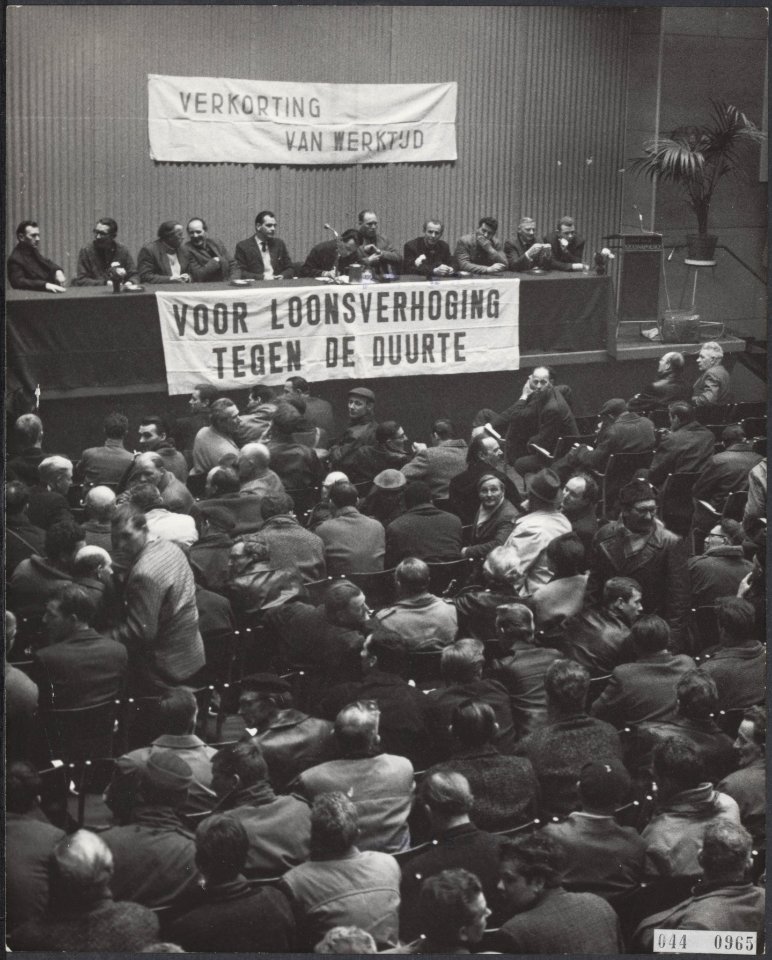 VERKORTING
VAN WERKTIJD
VOOR LOONSVERHOGING
TEGEN DE DUURTE
044 0965